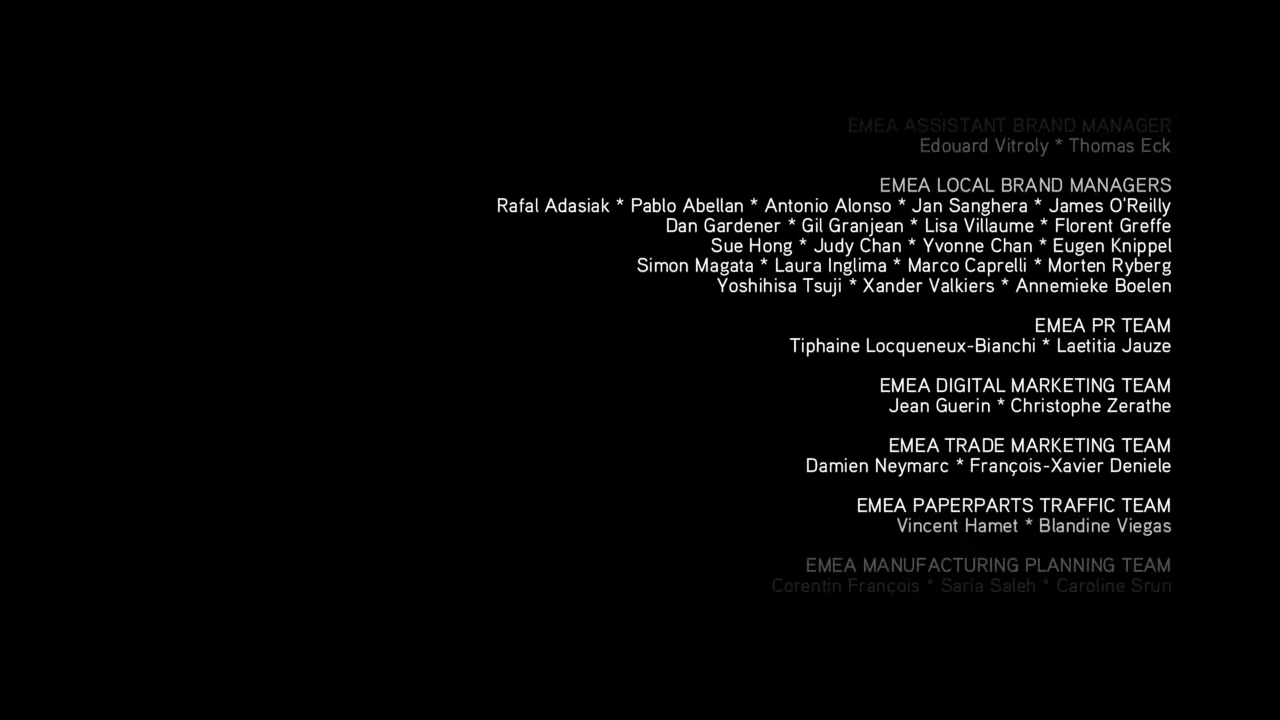 EMEA ASSISTANT BRAND MANAGER
Edouard Vitroly * Thomas Eck
EMEA LOCAL BRAND MANAGERS
Rafal Adasiak * Pablo Abellan * Antonio Alonso * Jan Sanghera * James O'Reilly
Dan Gardener * Gil Granjean * Lisa Villaume * Florent Greffe
Sue Hong * Judy Chan * Yvonne Chan * Eugen Knippel
Simon Magata * Laura Inglima * Marco Caprelli * Morten Ryberg
Yoshihisa Tsuji * Xander Valkiers * Annemieke Boelen
EMEA PR TEAM
Tiphaine Locqueneux-Bianchi * Laetitia Jauze
EMEA DIGITAL MARKETING TEAM
Jean Guerin * Christophe Zerathe
EMEA TRADE MARKETING TEAM
Damien Neymarc * François-Xavier Deniele
EMEA PAPERPARTS TRAFFIC TEAM
Vincent Hamet * Blandine Viegas
EMEA MANUFACTURING PLANNING TEAM
Corentin François * Saria Saleh * Caroline Srun